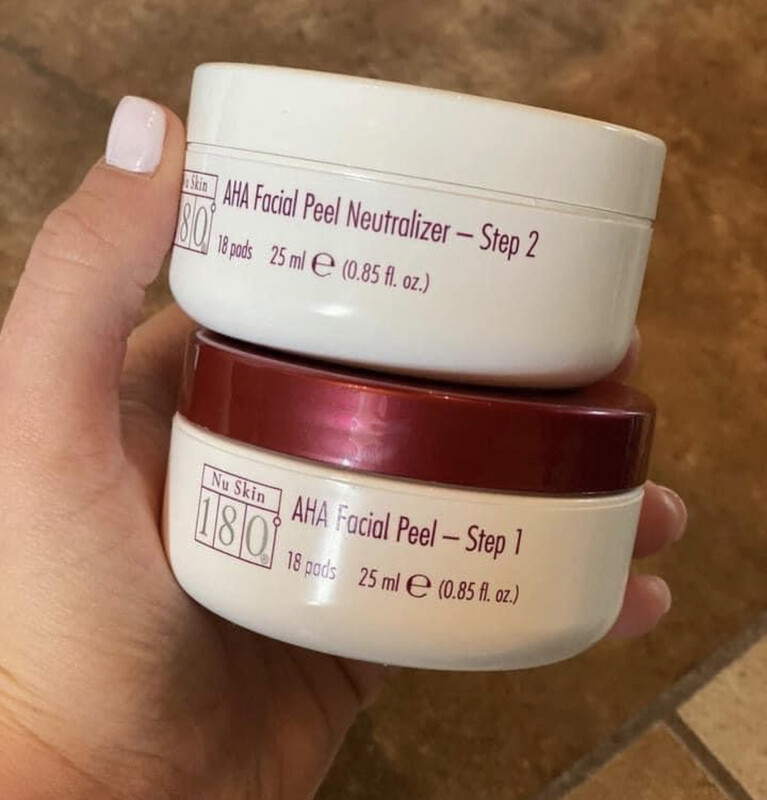 Nu Skin
180°
AHA Facial Peel Neutralizer – Step 2
18 pads 25 ml ℮ (0.85 fl. oz.)
Nu Skin
180°®
AHA Facial Peel – Step 1
18 pads 25 ml ℮ (0.85 fl. oz.)